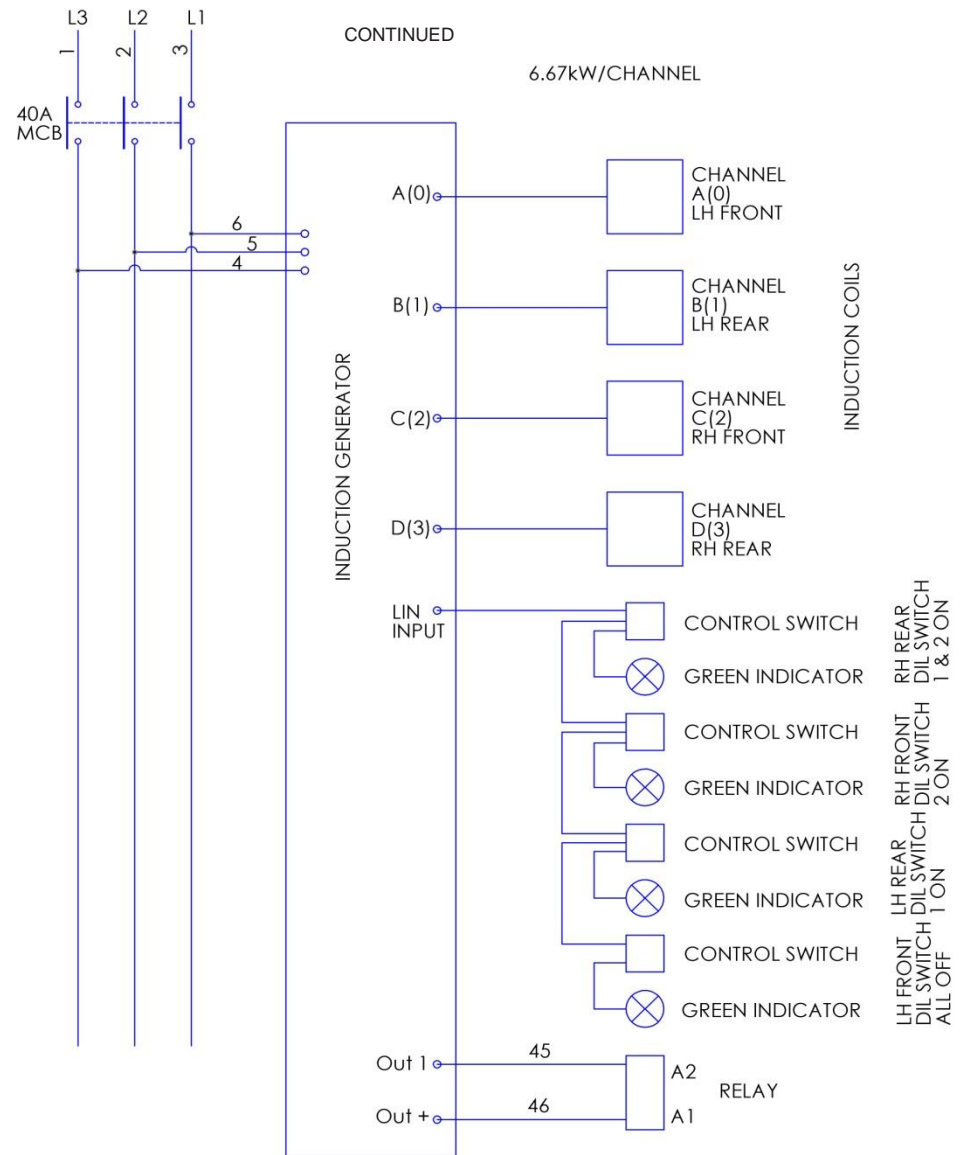 L3 L2 L1
CONTINUED
1 2 3
6.67kW/CHANNEL
40A
MCB
A(0)
CHANNEL
A(0)
LH FRONT
6
5
4
B(1)
CHANNEL
B(1)
LH REAR
INDUCTION GENERATOR
INDUCTION COILS
C(2)
CHANNEL
C(2)
RH FRONT
D(3)
CHANNEL
D(3)
RH REAR
LIN
INPUT
CONTROL SWITCH
GREEN INDICATOR
RH REAR
DIL SWITCH
1 & 2 ON
CONTROL SWITCH
GREEN INDICATOR
RH FRONT
DIL SWITCH
2 ON
CONTROL SWITCH
GREEN INDICATOR
LH REAR
DIL SWITCH
1 ON
CONTROL SWITCH
GREEN INDICATOR
LH FRONT
DIL SWITCH
ALL OFF
Out 1
45
A2
RELAY
Out +
46
A1